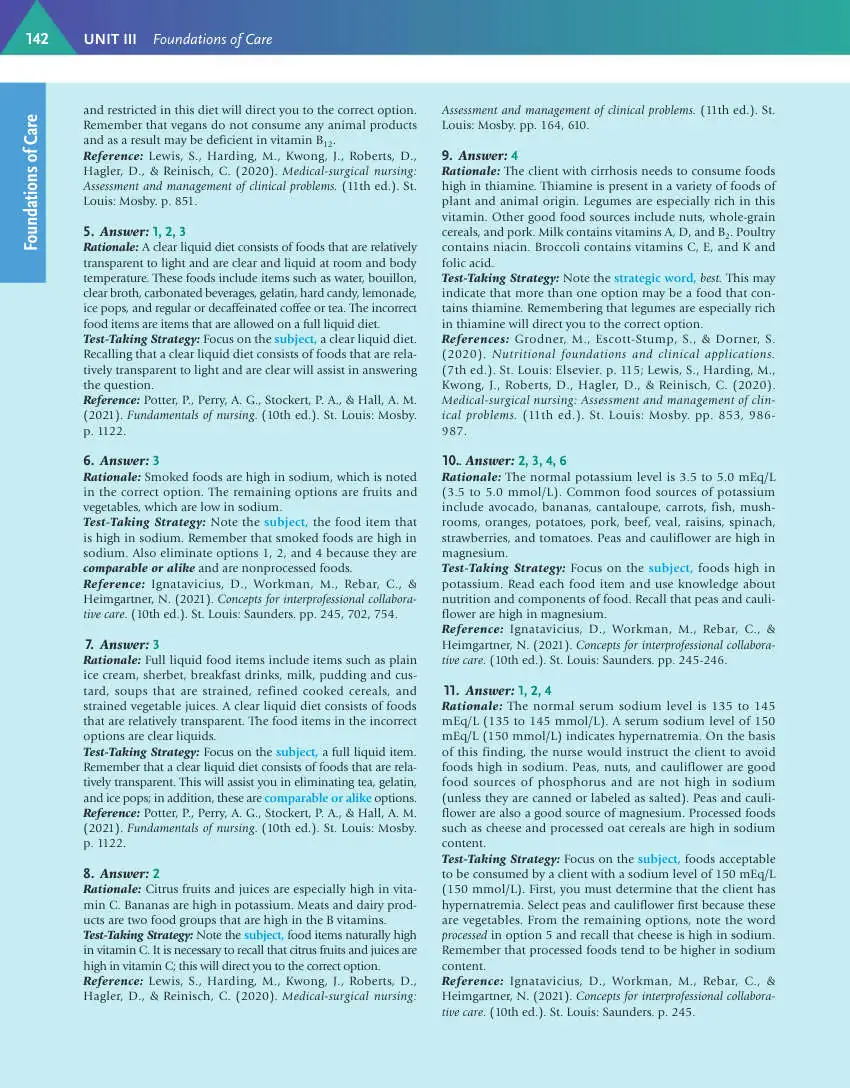 142 UNIT III Foundations of Care
Foundations of Care
and restricted in this diet will direct you to the correct option.
Remember that vegans do not consume any animal products
and as a result may be deficient in vitamin B12.
Reference: Lewis, S., Harding, M., Kwong, J., Roberts, D.,
Hagler, D., & Reinisch, C. (2020). Medical-surgical nursing:
Assessment and management of clinical problems. (11th ed.). St.
Louis: Mosby. p. 851.
5. Answer: 1, 2, 3
Rationale: A clear liquid diet consists of foods that are relatively
transparent to light and are clear and liquid at room and body
temperature. These foods include items such as water, bouillon,
clear broth, carbonated beverages, gelatin, hard candy, lemonade,
ice pops, and regular or decaffeinated coffee or tea. The incorrect
food items are items that are allowed on a full liquid diet.
Test-Taking Strategy: Focus on the subject, a clear liquid diet.
Recalling that a clear liquid diet consists of foods that are rela-
tively transparent to light and are clear will assist in answering
the question.
Reference: Potter, P., Perry, A. G., Stockert, P. A., & Hall, A. M.
(2021). Fundamentals of nursing. (10th ed.). St. Louis: Mosby.
p. 1122.
6. Answer: 3
Rationale: Smoked foods are high in sodium, which is noted
in the correct option. The remaining options are fruits and
vegetables, which are low in sodium.
Test-Taking Strategy: Note the subject, the food item that
is high in sodium. Remember that smoked foods are high in
sodium. Also eliminate options 1, 2, and 4 because they are
comparable or alike and are nonprocessed foods.
Reference: Ignatavicius, D., Workman, M., Rebar, C., &
Heimgartner, N. (2021). Concepts for interprofessional collabora-
tive care. (10th ed.). St. Louis: Saunders. pp. 245, 702, 754.
7. Answer: 3
Rationale: Full liquid food items include items such as plain
ice cream, sherbet, breakfast drinks, milk, pudding and cus-
tard, soups that are strained, refined cooked cereals, and
strained vegetable juices. A clear liquid diet consists of foods
that are relatively transparent. The food items in the incorrect
options are clear liquids.
Test-Taking Strategy: Focus on the subject, a full liquid item.
Remember that a clear liquid diet consists of foods that are rela-
tively transparent. This will assist you in eliminating tea, gelatin,
and ice pops; in addition, these are comparable or alike options.
Reference: Potter, P., Perry, A. G., Stockert, P. A., & Hall, A. M.
(2021). Fundamentals of nursing. (10th ed.). St. Louis: Mosby.
p. 1122.
8. Answer: 2
Rationale: Citrus fruits and juices are especially high in vita-
min C. Bananas are high in potassium. Meats and dairy prod-
ucts are two food groups that are high in the B vitamins.
Test-Taking Strategy: Note the subject, food items naturally high
in vitamin C. It is necessary to recall that citrus fruits and juices are
high in vitamin C; this will direct you to the correct option.
Reference: Lewis, S., Harding, M., Kwong, J., Roberts, D.,
Hagler, D., & Reinisch, C. (2020). Medical-surgical nursing:
Assessment and management of clinical problems. (11th ed.). St.
Louis: Mosby. pp. 164, 610.
9. Answer: 4
Rationale: The client with cirrhosis needs to consume foods
high in thiamine. Thiamine is present in a variety of foods of
plant and animal origin. Legumes are especially rich in this
vitamin. Other good food sources include nuts, whole-grain
cereals, and pork. Milk contains vitamins A, D, and B2. Poultry
contains niacin. Broccoli contains vitamins C, E, and K and
folic acid.
Test-Taking Strategy: Note the strategic word, best. This may
indicate that more than one option may be a food that con-
tains thiamine. Remembering that legumes are especially rich
in thiamine will direct you to the correct option.
References: Grodner, M., Escott-Stump, S., & Dorner, S.
(2020). Nutritional foundations and clinical applications.
(7th ed.). St. Louis: Elsevier. p. 115; Lewis, S., Harding, M.,
Kwong, J., Roberts, D., Hagler, D., & Reinisch, C. (2020).
Medical-surgical nursing: Assessment and management of clin-
ical problems. (11th ed.). St. Louis: Mosby. pp. 853, 986-
987.
10.. Answer: 2, 3, 4, 6
Rationale: The normal potassium level is 3.5 to 5.0 mEq/L
(3.5 to 5.0 mmol/L). Common food sources of potassium
include avocado, bananas, cantaloupe, carrots, fish, mush-
rooms, oranges, potatoes, pork, beef, veal, raisins, spinach,
strawberries, and tomatoes. Peas and cauliflower are high in
magnesium.
Test-Taking Strategy: Focus on the subject, foods high in
potassium. Read each food item and use knowledge about
nutrition and components of food. Recall that peas and cauli-
flower are high in magnesium.
Reference: Ignatavicius, D., Workman, M., Rebar, C., &
Heimgartner, N. (2021). Concepts for interprofessional collabora-
tive care. (10th ed.). St. Louis: Saunders. pp. 245-246.
11. Answer: 1, 2, 4
Rationale: The normal serum sodium level is 135 to 145
mEq/L (135 to 145 mmol/L). A serum sodium level of 150
mEq/L (150 mmol/L) indicates hypernatremia. On the basis
of this finding, the nurse would instruct the client to avoid
foods high in sodium. Peas, nuts, and cauliflower are good
food sources of phosphorus and are not high in sodium
(unless they are canned or labeled as salted). Peas and cauli-
flower are also a good source of magnesium. Processed foods
such as cheese and processed oat cereals are high in sodium
content.
Test-Taking Strategy: Focus on the subject, foods acceptable
to be consumed by a client with a sodium level of 150 mEq/L
(150 mmol/L). First, you must determine that the client has
hypernatremia. Select peas and cauliflower first because these
are vegetables. From the remaining options, note the word
processed in option 5 and recall that cheese is high in sodium.
Remember that processed foods tend to be higher in sodium
content.
Reference: Ignatavicius, D., Workman, M., Rebar, C., &
Heimgartner, N. (2021). Concepts for interprofessional collabora-
tive care. (10th ed.). St. Louis: Saunders. p. 245.